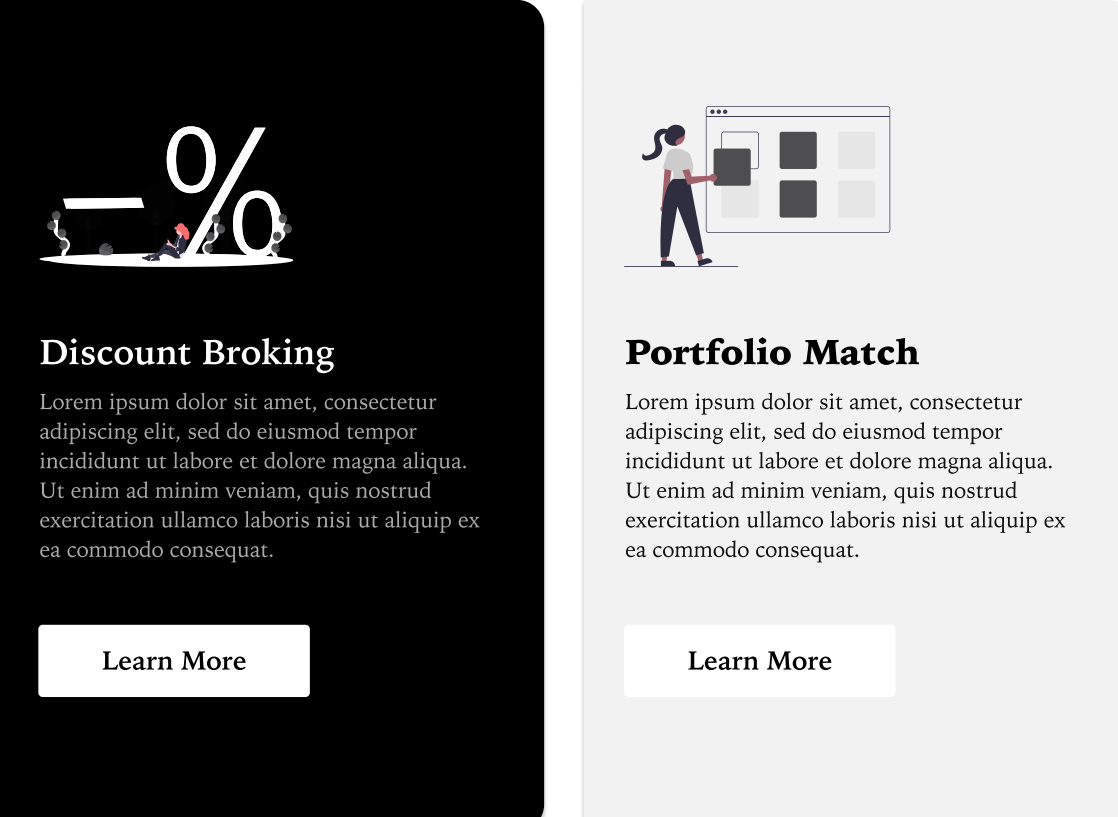 %
Discount Broking
Lorem ipsum dolor sit amet, consectetur
adipiscing elit, sed do eiusmod tempor
incididunt ut labore et dolore magna aliqua.
Ut enim ad minim veniam, quis nostrud
exercitation ullamco laboris nisi ut aliquip ex
ea commodo consequat.
Learn More
Portfolio Match
Lorem ipsum dolor sit amet, consectetur
adipiscing elit, sed do eiusmod tempor
incididunt ut labore et dolore magna aliqua.
Ut enim ad minim veniam, quis nostrud
exercitation ullamco laboris nisi ut aliquip ex
ea commodo consequat.
Learn More